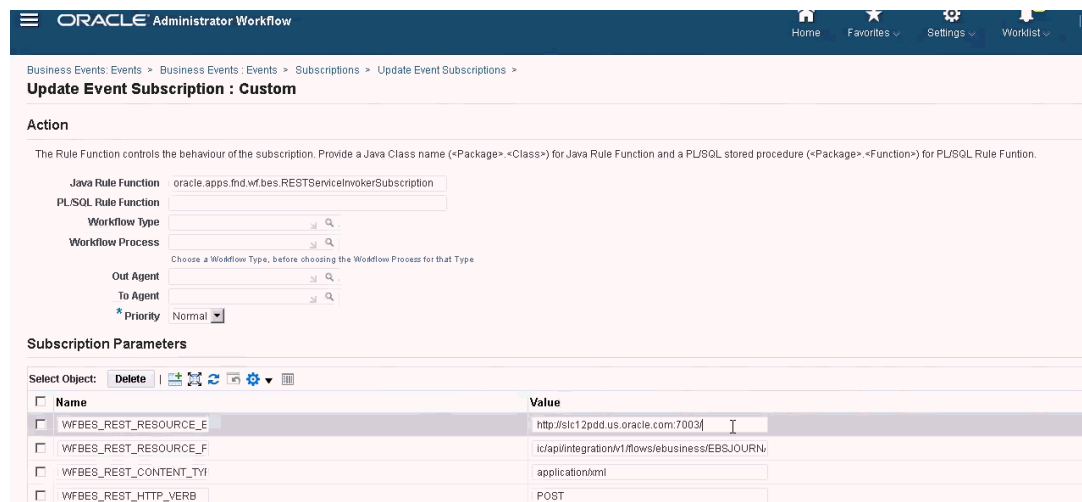 ORACLE Administrator Workflow
Home Favorites Settings Worklist
Business Events: Events > Business Events : Events > Subscriptions > Update Event Subscriptions >
Update Event Subscription : Custom
Action
The Rule Function controls the behaviour of the subscription. Provide a Java Class name (<Package>.<Class>) for Java Rule Function and a PL/SQL stored procedure (<Package>.<Function>) for PL/SQL Rule Funtion.
Java Rule Function oracle.apps.fnd.wf.bes.RESTServiceInvokerSubscription
PL/SQL Rule Function
Workflow Type
Workflow Process
Choose a Workflow Type, before choosing the Workflow Process for that Type
Out Agent
To Agent
* Priority Normal
Subscription Parameters
Select Object: Delete |
Name Value
WFBES_REST_RESOURCE_E http://slc12pdd.us.oracle.com:7003/
WFBES_REST_RESOURCE_F ic/api/integration/v1/flows/ebusiness/EBSJOURN
WFBES_REST_CONTENT_TYF application/xml
WFBES_REST_HTTP_VERB POST